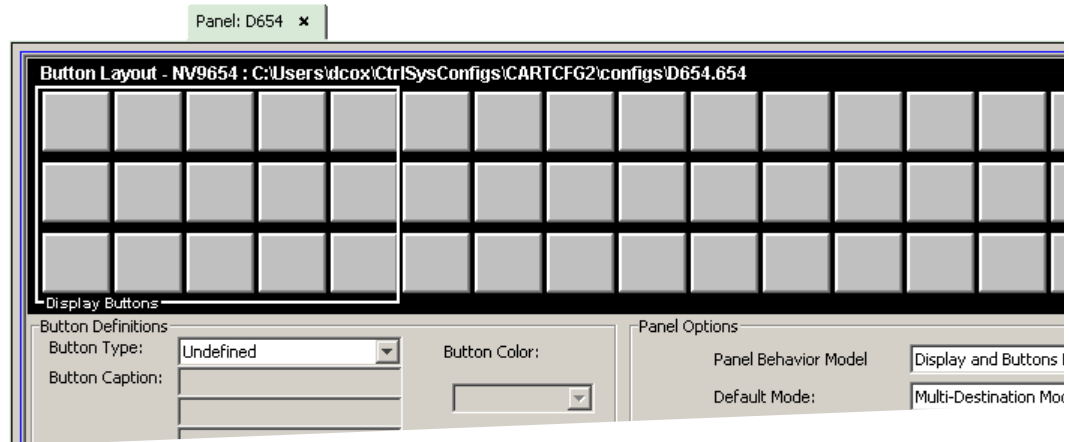 Panel: D654 ×
Button Layout - NV9654 : C:\Users\dcox\CtrlSysConfigs\CARTCFG2\configs\D654.654
Display Buttons
Button Definitions
Button Type: Undefined
Button Color:
Button Caption:
Panel Options
Panel Behavior Model Display and Buttons
Default Mode: Multi-Destination